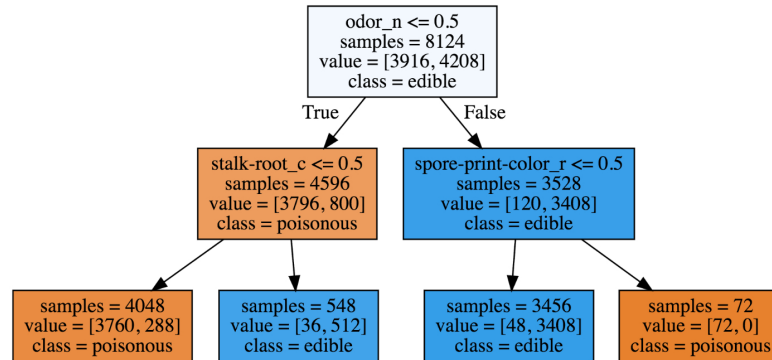 odor_n <= 0.5
samples = 8124
value = [3916, 4208]
class = edible
True
False
stalk-root_c <= 0.5
samples = 4596
value = [3796, 800]
class = poisonous
spore-print-color_r <= 0.5
samples = 3528
value = [120, 3408]
class = edible
samples = 4048
value = [3760, 288]
class = poisonous
samples = 548
value = [36, 512]
class = edible
samples = 3456
value = [48, 3408]
class = edible
samples = 72
value = [72, 0]
class = poisonous